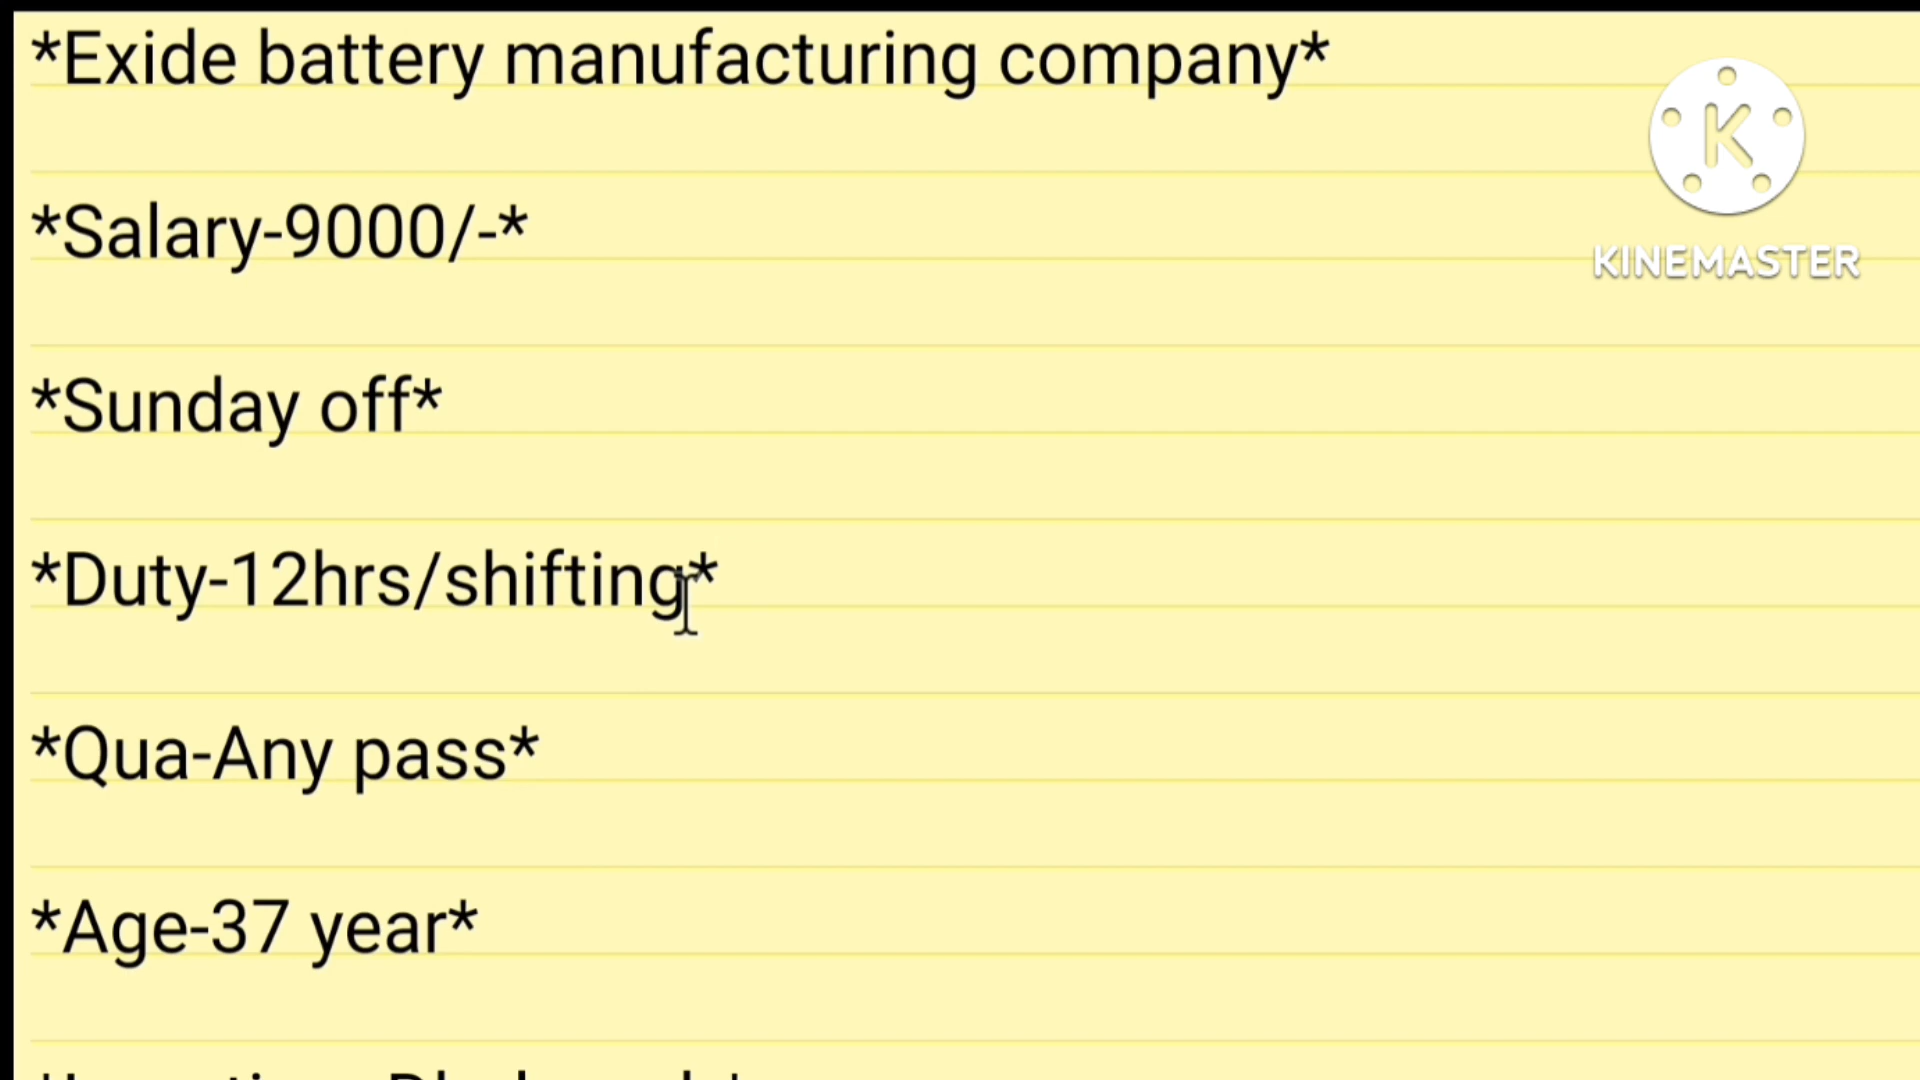 *Exide battery manufacturing company*
K
KINEMASTER
*Salary-9000/-*
*Sunday off*
*Duty-12hrs/shifting*
*Qua-Any pass*
*Age-37 year*